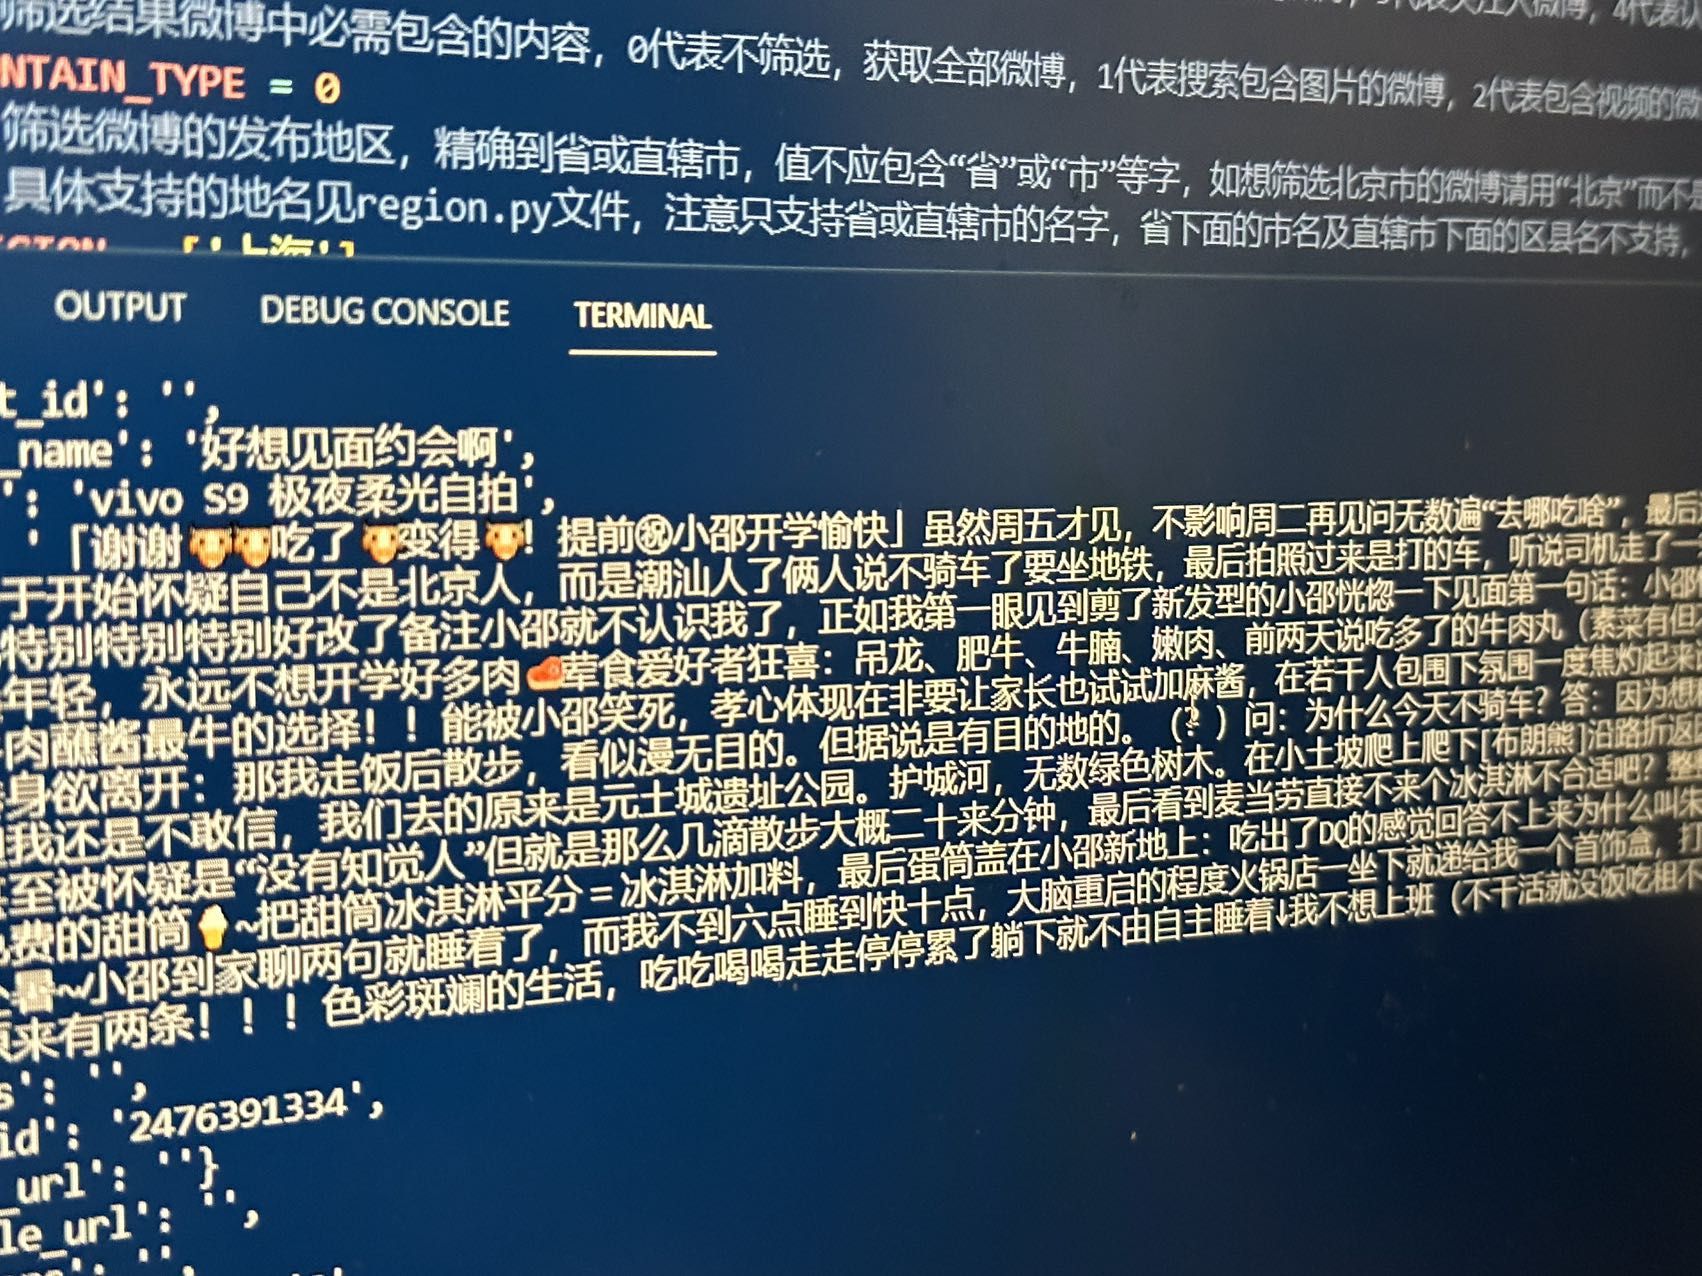 筛选结果微博中必需包含的内容，0代表不筛选，获取全部微博，1代表搜索包含图片的微博，2代表包含视频的微
NTAIN_TYPE = 0
筛选微博的发布地区，精确到省或直辖市，值不应包含“省”或“市”等字，如想筛选北京市的微博请用“北京”而不是
具体支持的地名见region.py文件，注意只支持省或直辖市的名字，省下面的市名及直辖市下面的区县名不支持，
['上海']
OUTPUT DEBUG CONSOLE TERMINAL
t_id': '',
_name': '好想见面约会啊',
': 'vivo S9 极夜柔光自拍',
'「谢谢🐮🐮吃了🐮变得🐮！提前㊗小邵开学愉快」虽然周五才见，不影响周二再见问无数遍“去哪吃啥”，最后
于开始怀疑自己不是北京人，而是潮汕人了俩人说不骑车了要坐地铁，最后拍照过来是打的车，听说司机走了一
特别特别特别好改了备注小邵就不认识我了，正如我第一眼见到剪了新发型的小邵恍惚一下见面第一句话：小邵
年轻，永远不想开学好多肉🥩荤食爱好者狂喜：吊龙、肥牛、牛腩、嫩肉、前两天说吃多了的牛肉丸（素菜有但
肉蘸酱最牛的选择！！能被小邵笑死，孝心体现在非要让家长也试试加麻酱，在若干人包围下氛围一度焦灼起来
身欲离开：那我走饭后散步，看似漫无目的。但据说是有目的地的。（？）问：为什么今天不骑车？答：因为想
我还是不敢信，我们去的原来是元土城遗址公园。护城河，无数绿色树木。在小土坡爬上爬下[布朗熊]沿路折返
至被怀疑是“没有知觉人”但就是那么几滴散步大概二十来分钟，最后看到麦当劳直接不来个冰淇淋不合适吧？整
费的甜筒🍦~把甜筒冰淇淋平分＝冰淇淋加料，最后蛋筒盖在小邵新地上：吃出了DQ的感觉回答不上来为什么叫朱
暑~~小邵到家聊两句就睡着了，而我不到六点睡到快十点，大脑重启的程度火锅店一坐下就递给我一个首饰盒，打
来有两条！！！色彩斑斓的生活，吃吃喝喝走走停停累了躺下就不由自主睡着↓我不想上班（不干活就没饭吃租不
s': '',
id': '2476391334',
_url': ''}
le_url': '',